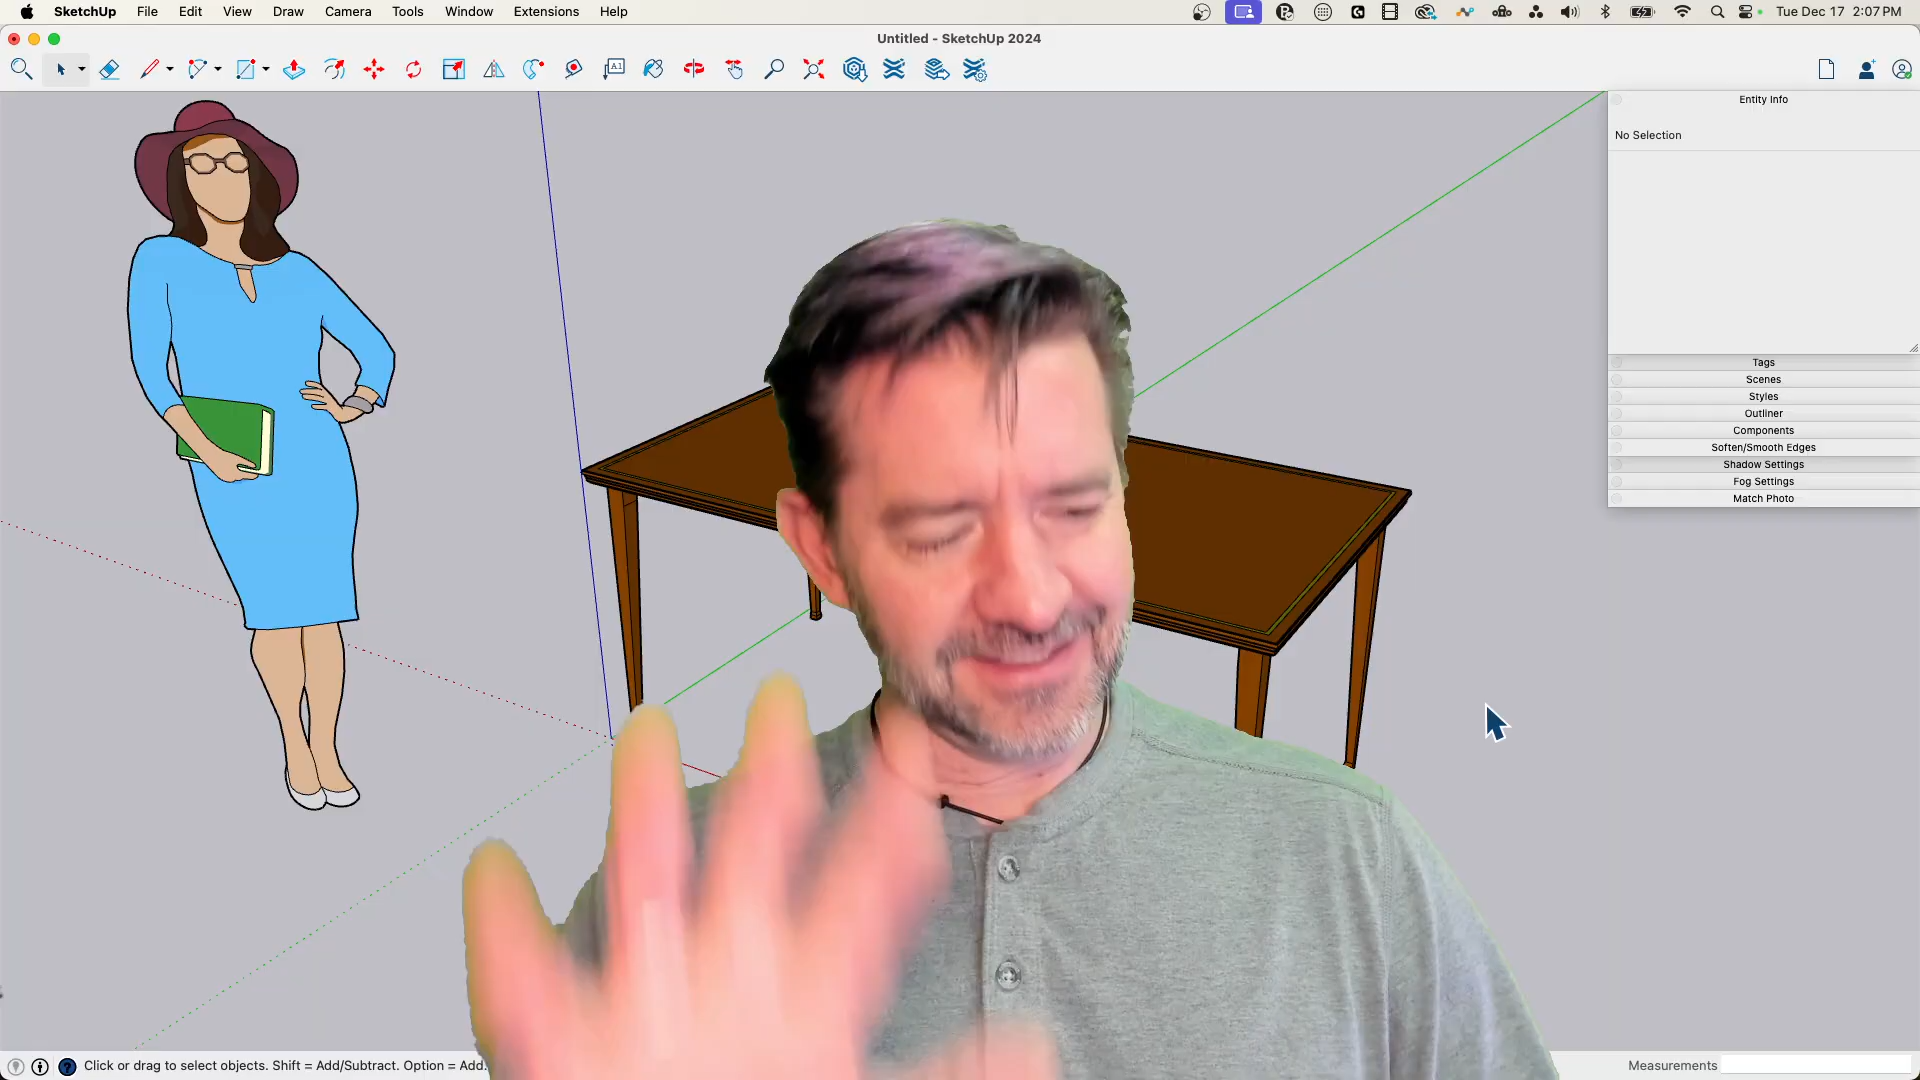 SketchUp File Edit View Draw Camera Tools Window Extensions Help
Tue Dec 17 2:07 PM
Untitled - SketchUp 2024
A1
Entity Info
No Selection
Tags
Scenes
Styles
Outliner
Components
Soften/Smooth Edges
Shadow Settings
Fog Settings
Match Photo
Click or drag to select objects. Shift = Add/Subtract. Option = Add.
Measurements